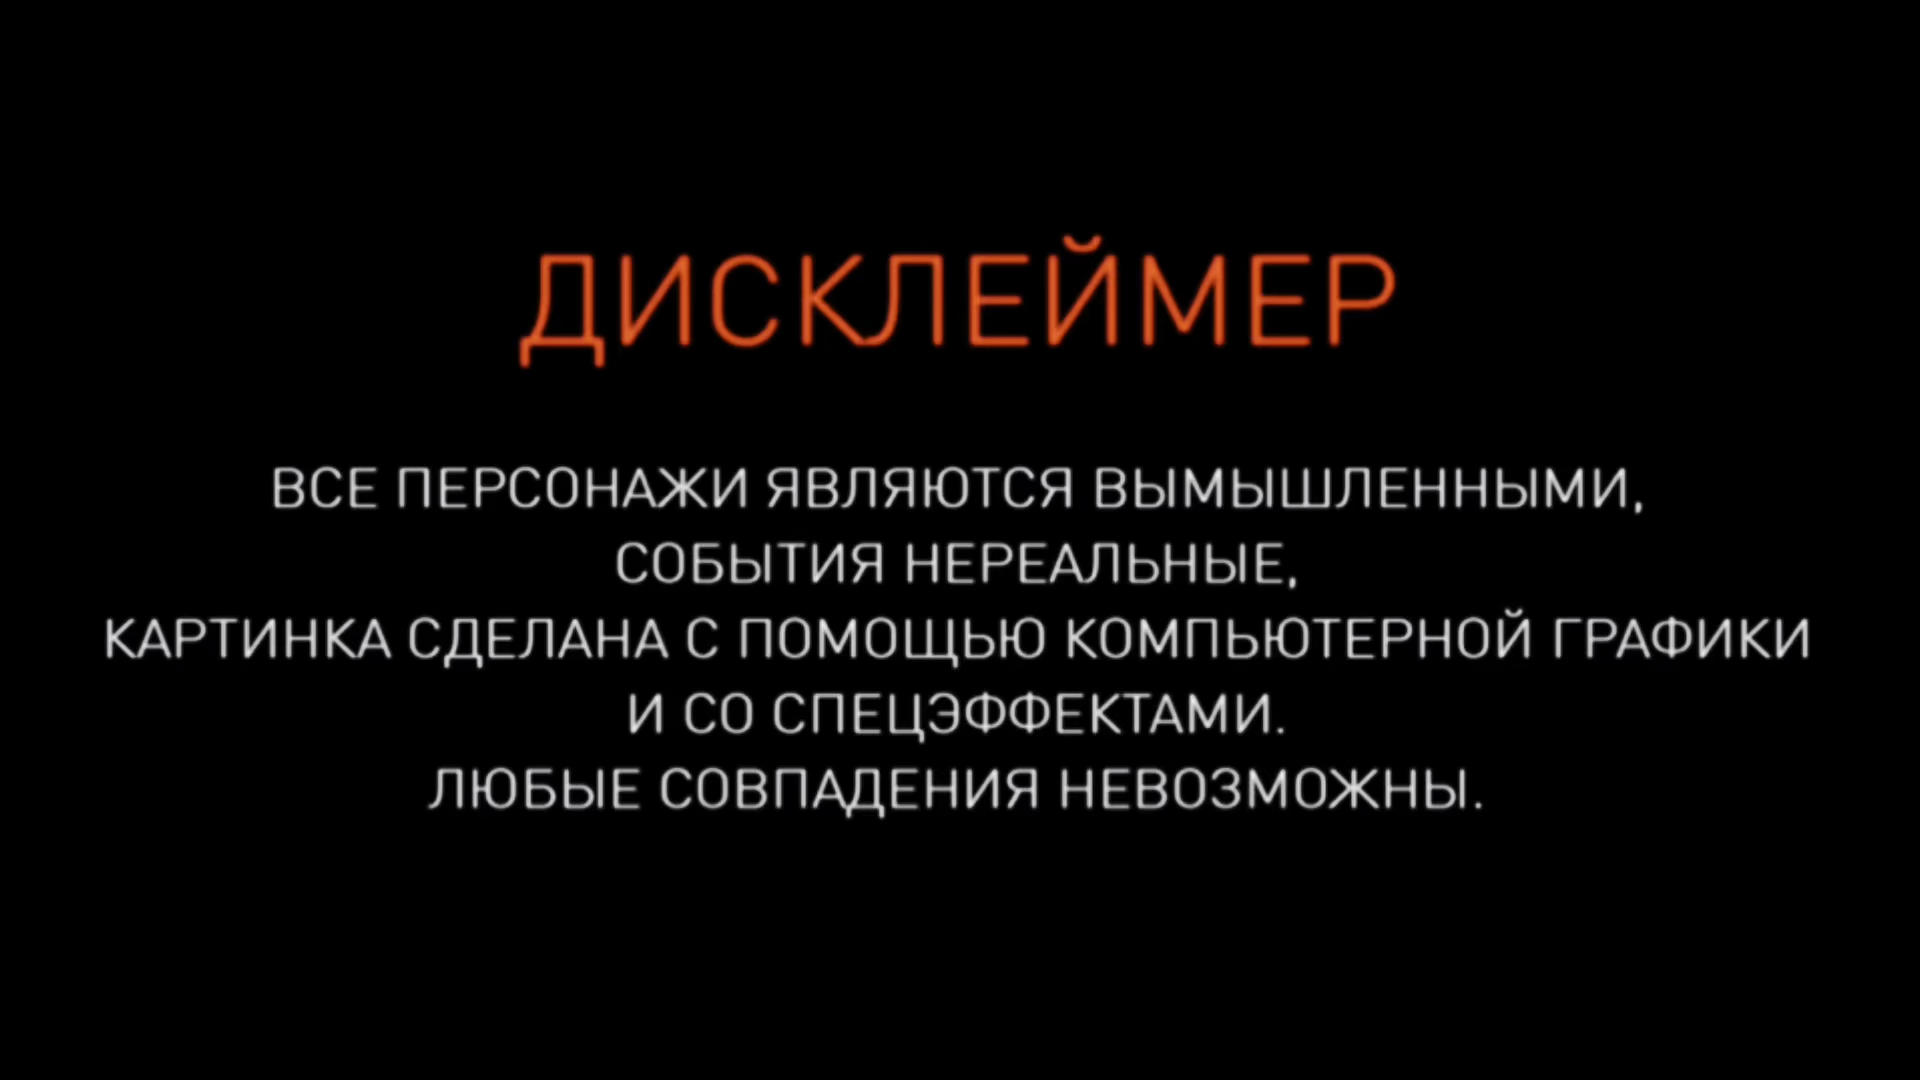 ДИСКЛЕЙМЕР
ВСЕ ПЕРСОНАЖИ ЯВЛЯЮТСЯ ВЫМЫШЛЕННЫМИ,
СОБЫТИЯ НЕРЕАЛЬНЫЕ,
КАРТИНКА СДЕЛАНА С ПОМОЩЬЮ КОМПЬЮТЕРНОЙ ГРАФИКИ
И СО СПЕЦЭФФЕКТАМИ.
ЛЮБЫЕ СОВПАДЕНИЯ НЕВОЗМОЖНЫ.